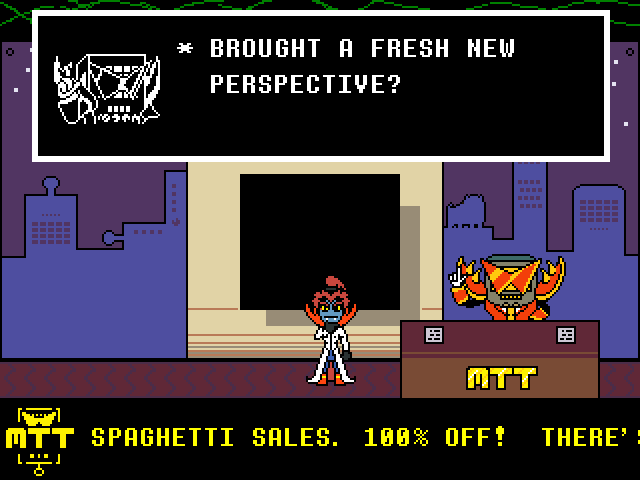 * BROUGHT A FRESH NEW
PERSPECTIVE?
MTT
MTT SPAGHETTI SALES. 100% OFF! THERE'